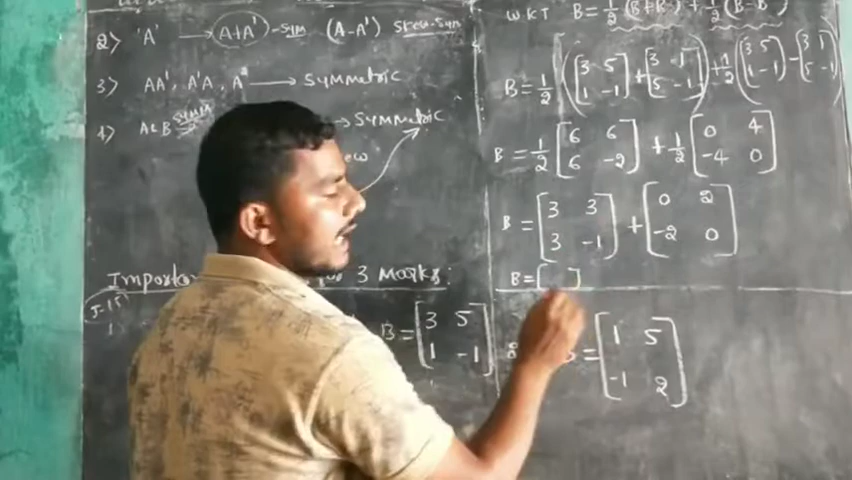 2> 'A' → (A+A') - Sym (A-A') Skew-Sym
3> AA', A'A, A² → Symmetric
4> A&B symm → Symmetric
3 Marks:
J-15
B = [3 5
1 -1]
WKT B = 1/2 (B+B') + 1/2 (B-B')
B = 1/2 ([3 5 1 -1] + [3 1 5 -1]) + 1/2 ([3 5 1 -1] - [3 1 5 -1])
B = 1/2 [6 6 6 -2] + 1/2 [0 4 -4 0]
B = [3 3 3 -1] + [0 2 -2 0]
B = [ ]
= [1 5
-1 2]